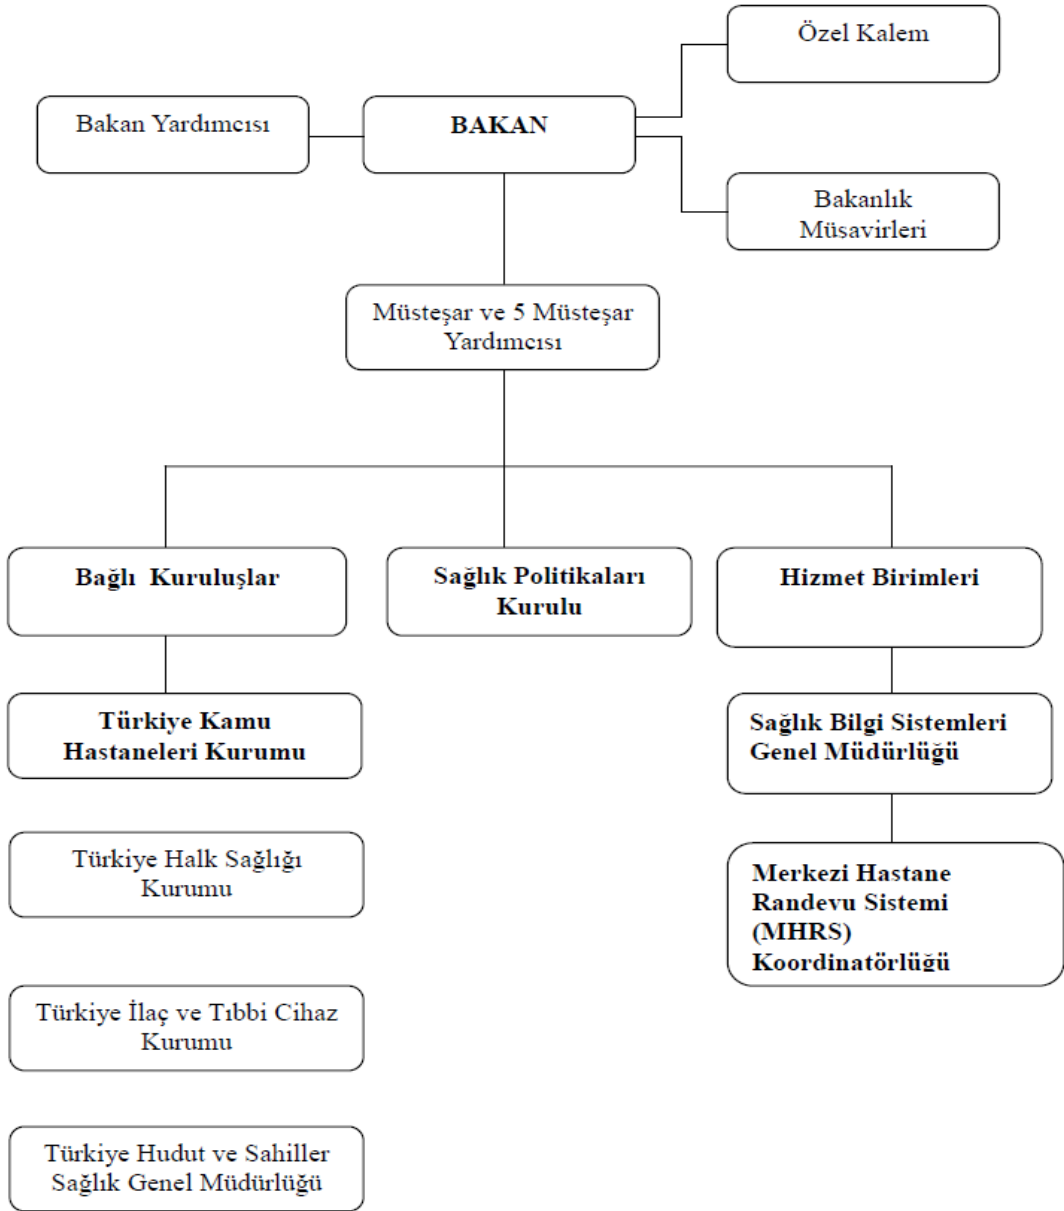 Özel Kalem
Bakan Yardımcısı
BAKAN
Bakanlık
Müsavirleri
Müsteşar ve 5 Müsteşar
Yardımcısı
Bağlı Kuruluşlar
Sağlık Politikaları
Kurulu
Hizmet Birimleri
Türkiye Kamu
Hastaneleri Kurumu
Sağlık Bilgi Sistemleri
Genel Müdürlüğü
Türkiye Halk Sağlığı
Kurumu
Merkezi Hastane
Randevu Sistemi
(MHRS)
Koordinatörlüğü
Türkiye İlaç ve Tıbbi Cihaz
Kurumu
Türkiye Hudut ve Sahiller
Sağlık Genel Müdürlüğü